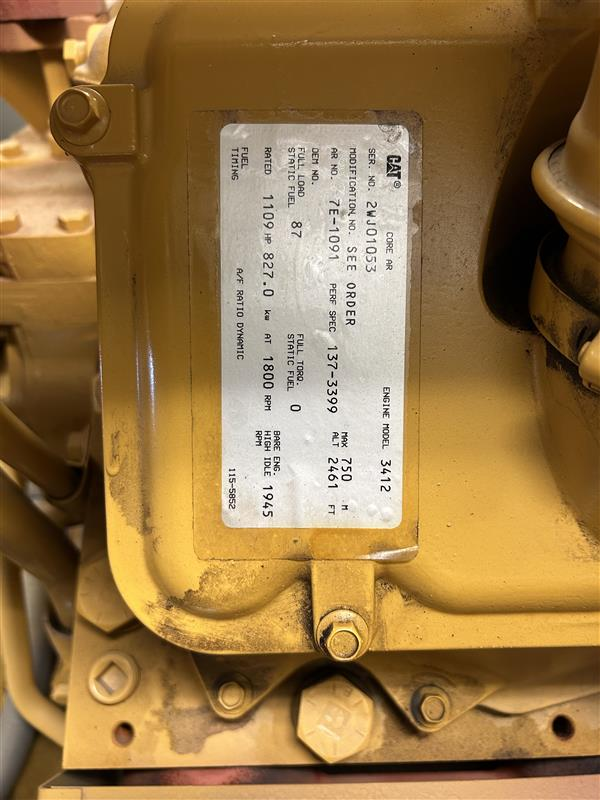 CAT® CORE AR ENGINE MODEL 3412
SER. NO. 2WJ01053
MODIFICATION NO. SEE ORDER
AR NO. 7E-1091 PERF SPEC 137-3399 MAX ALT 750 M 2461 FT
OEM NO.
FULL LOAD STATIC FUEL 87 FULL TORQ. STATIC FUEL 0
RATED 1109 HP 827.0 kw AT 1800 RPM BARE ENG. HIGH IDLE RPM 1945
FUEL TIMING A/F RATIO DYNAMIC
115-5852